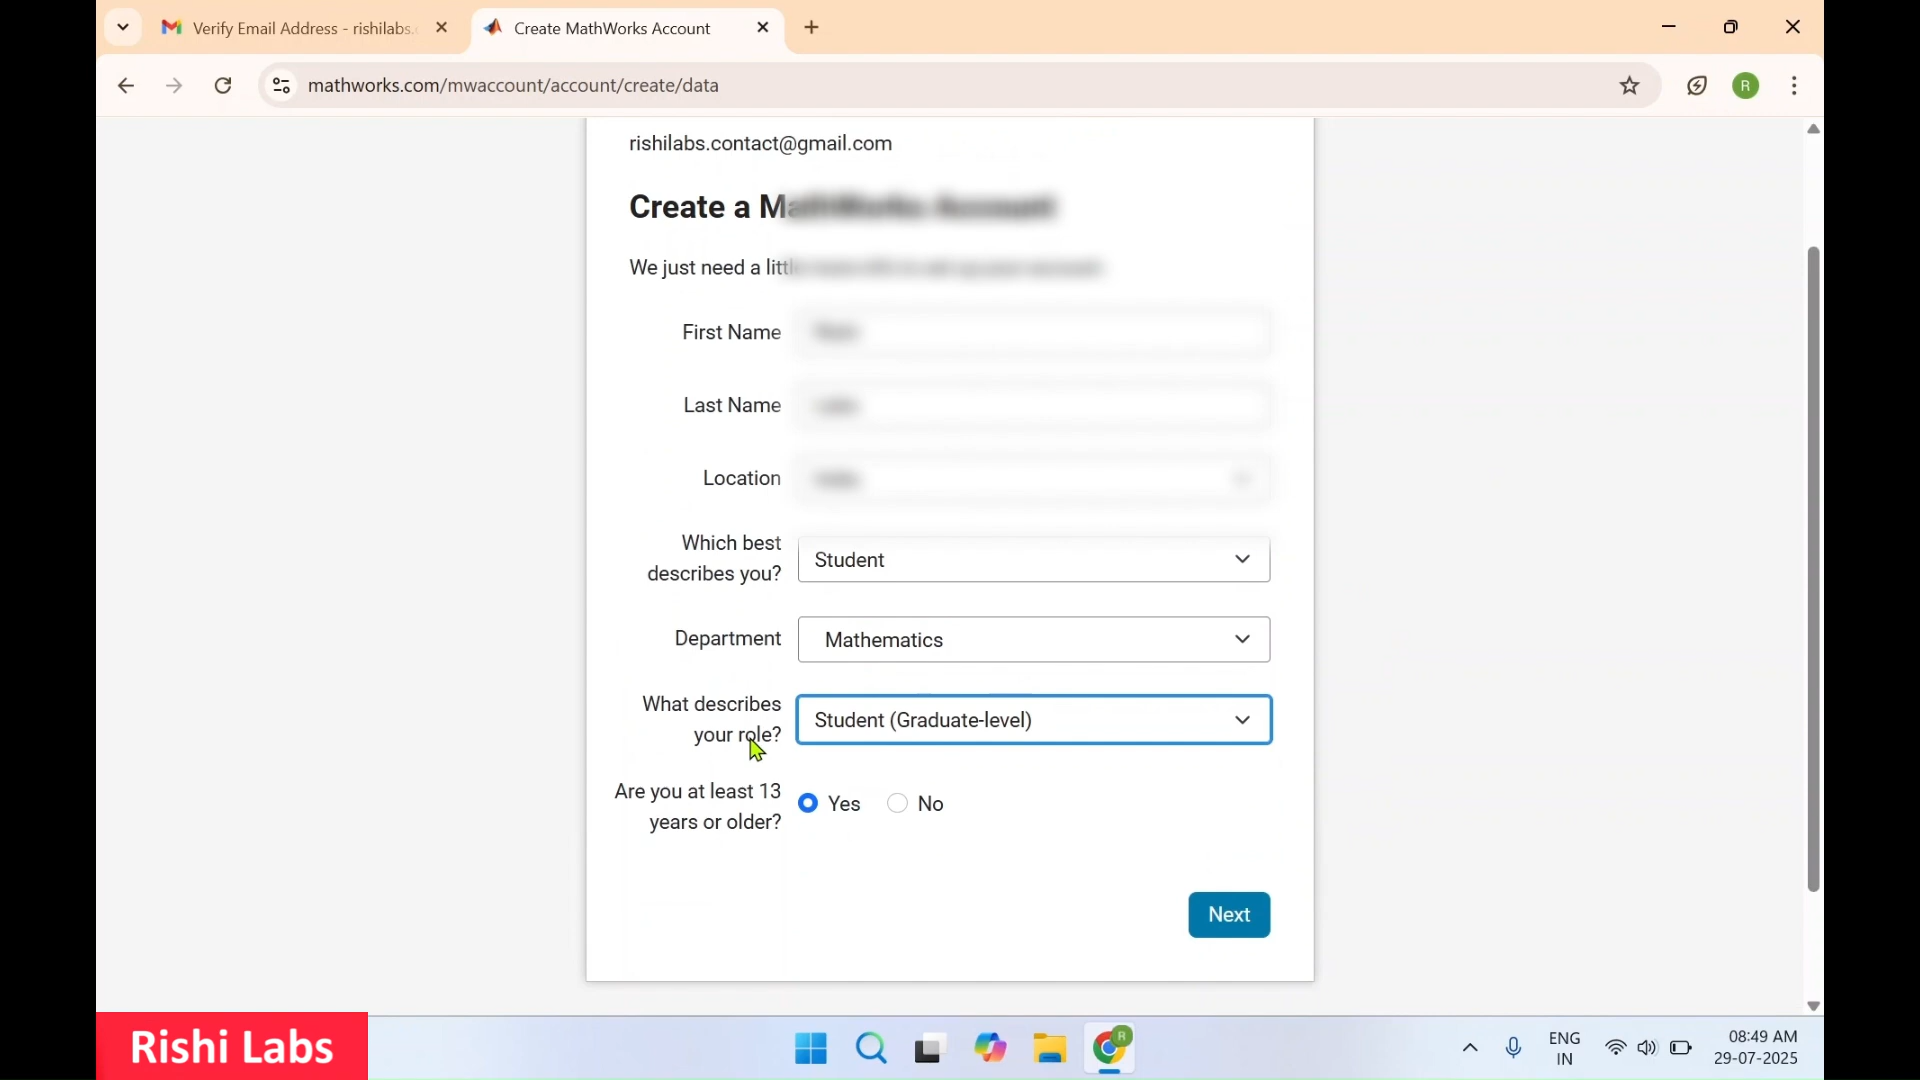 Verify Email Address - rishilabs.
Create MathWorks Account
mathworks.com/mwaccount/account/create/data
R
rishilabs.contact@gmail.com
Create a M
We just need a litt
First Name
Last Name
Location
Which best
describes you?
Student
Department
Mathematics
What describes
your role?
Student (Graduate-level)
Are you at least 13
years or older?
Yes
No
Next
Rishi Labs
R
ENG
IN
08:49 AM
29-07-2025